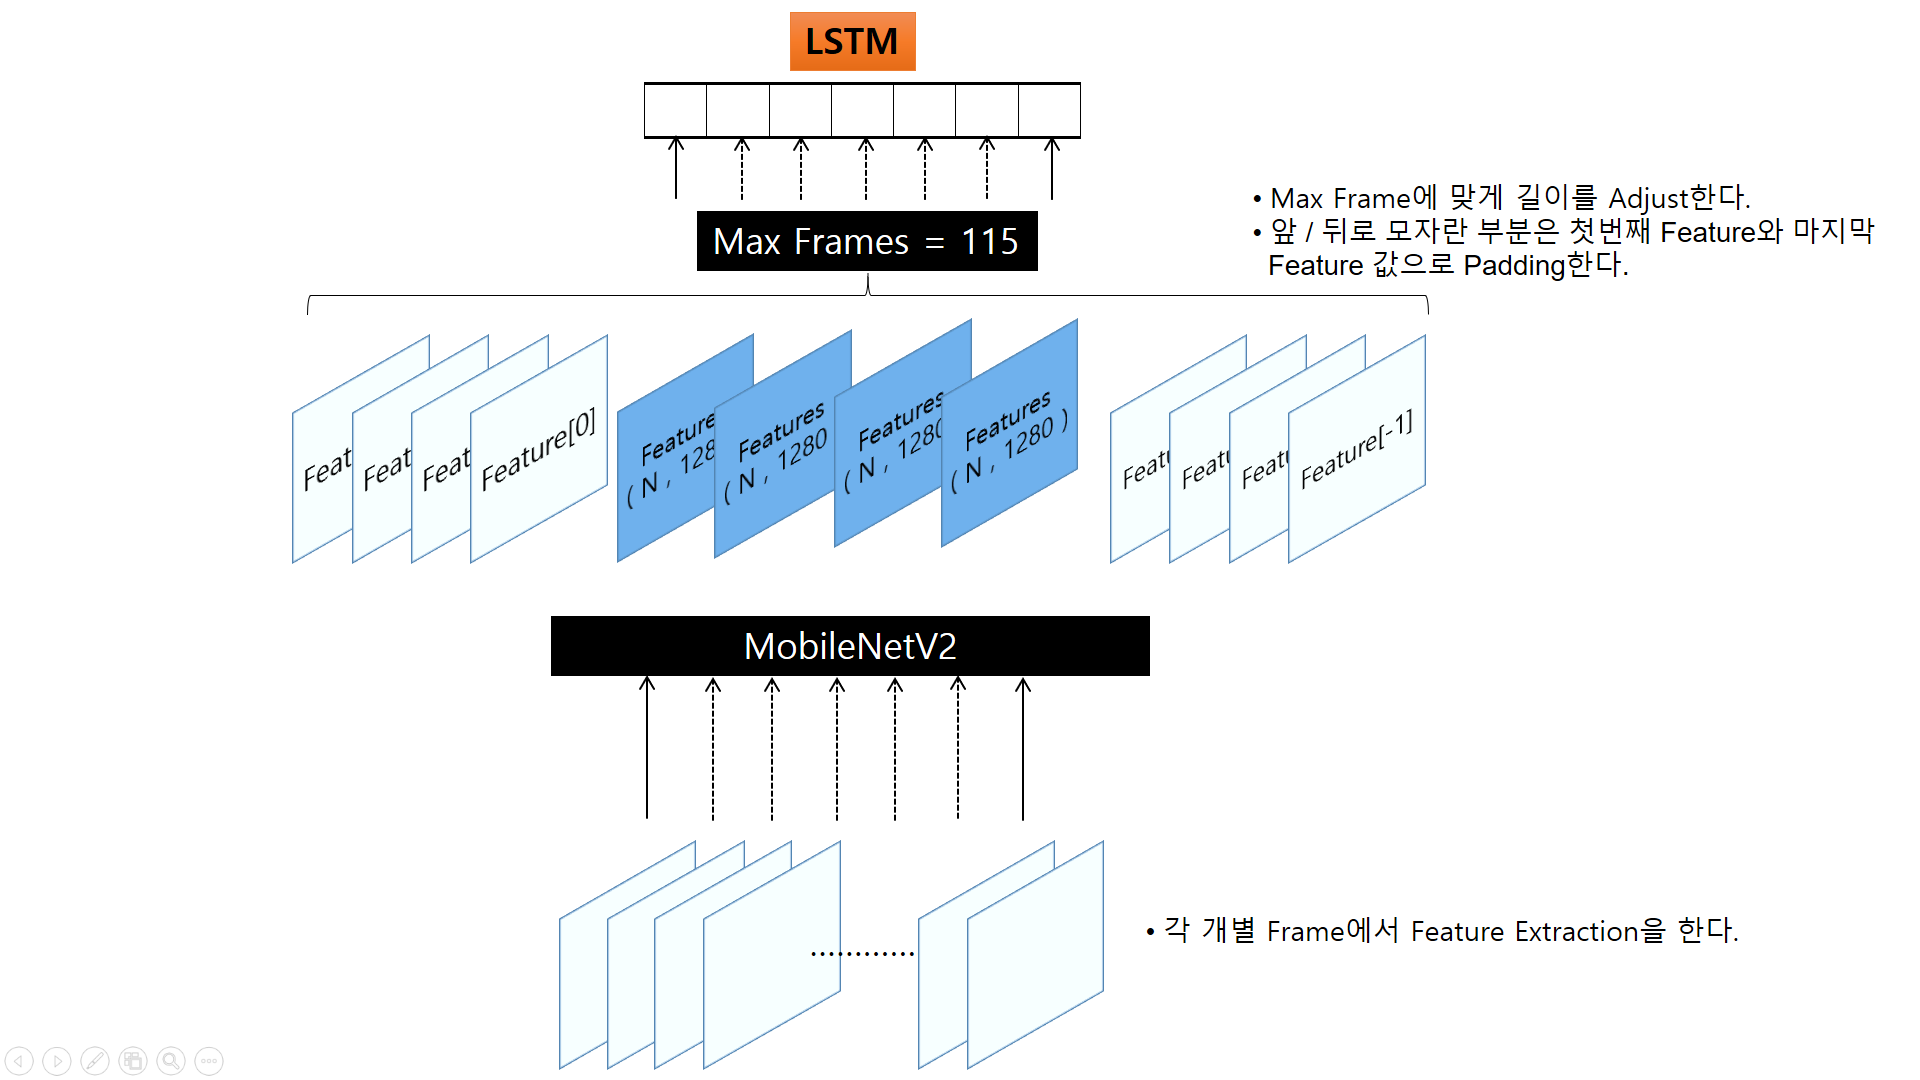 LSTM
Max Frames = 115
• Max Frame에 맞게 길이를 Adjust한다.
• 앞 / 뒤로 모자란 부분은 첫번째 Feature와 마지막
Feature 값으로 Padding한다.
Feat
Feat
Feat
Feature[0]
Feature
( N , 128
Features
( N , 1280
Features
( N , 1280
Features
( N , 1280 )
Featu
Featu
Featu
Feature[-1]
MobileNetV2
............
• 각 개별 Frame에서 Feature Extraction을 한다.